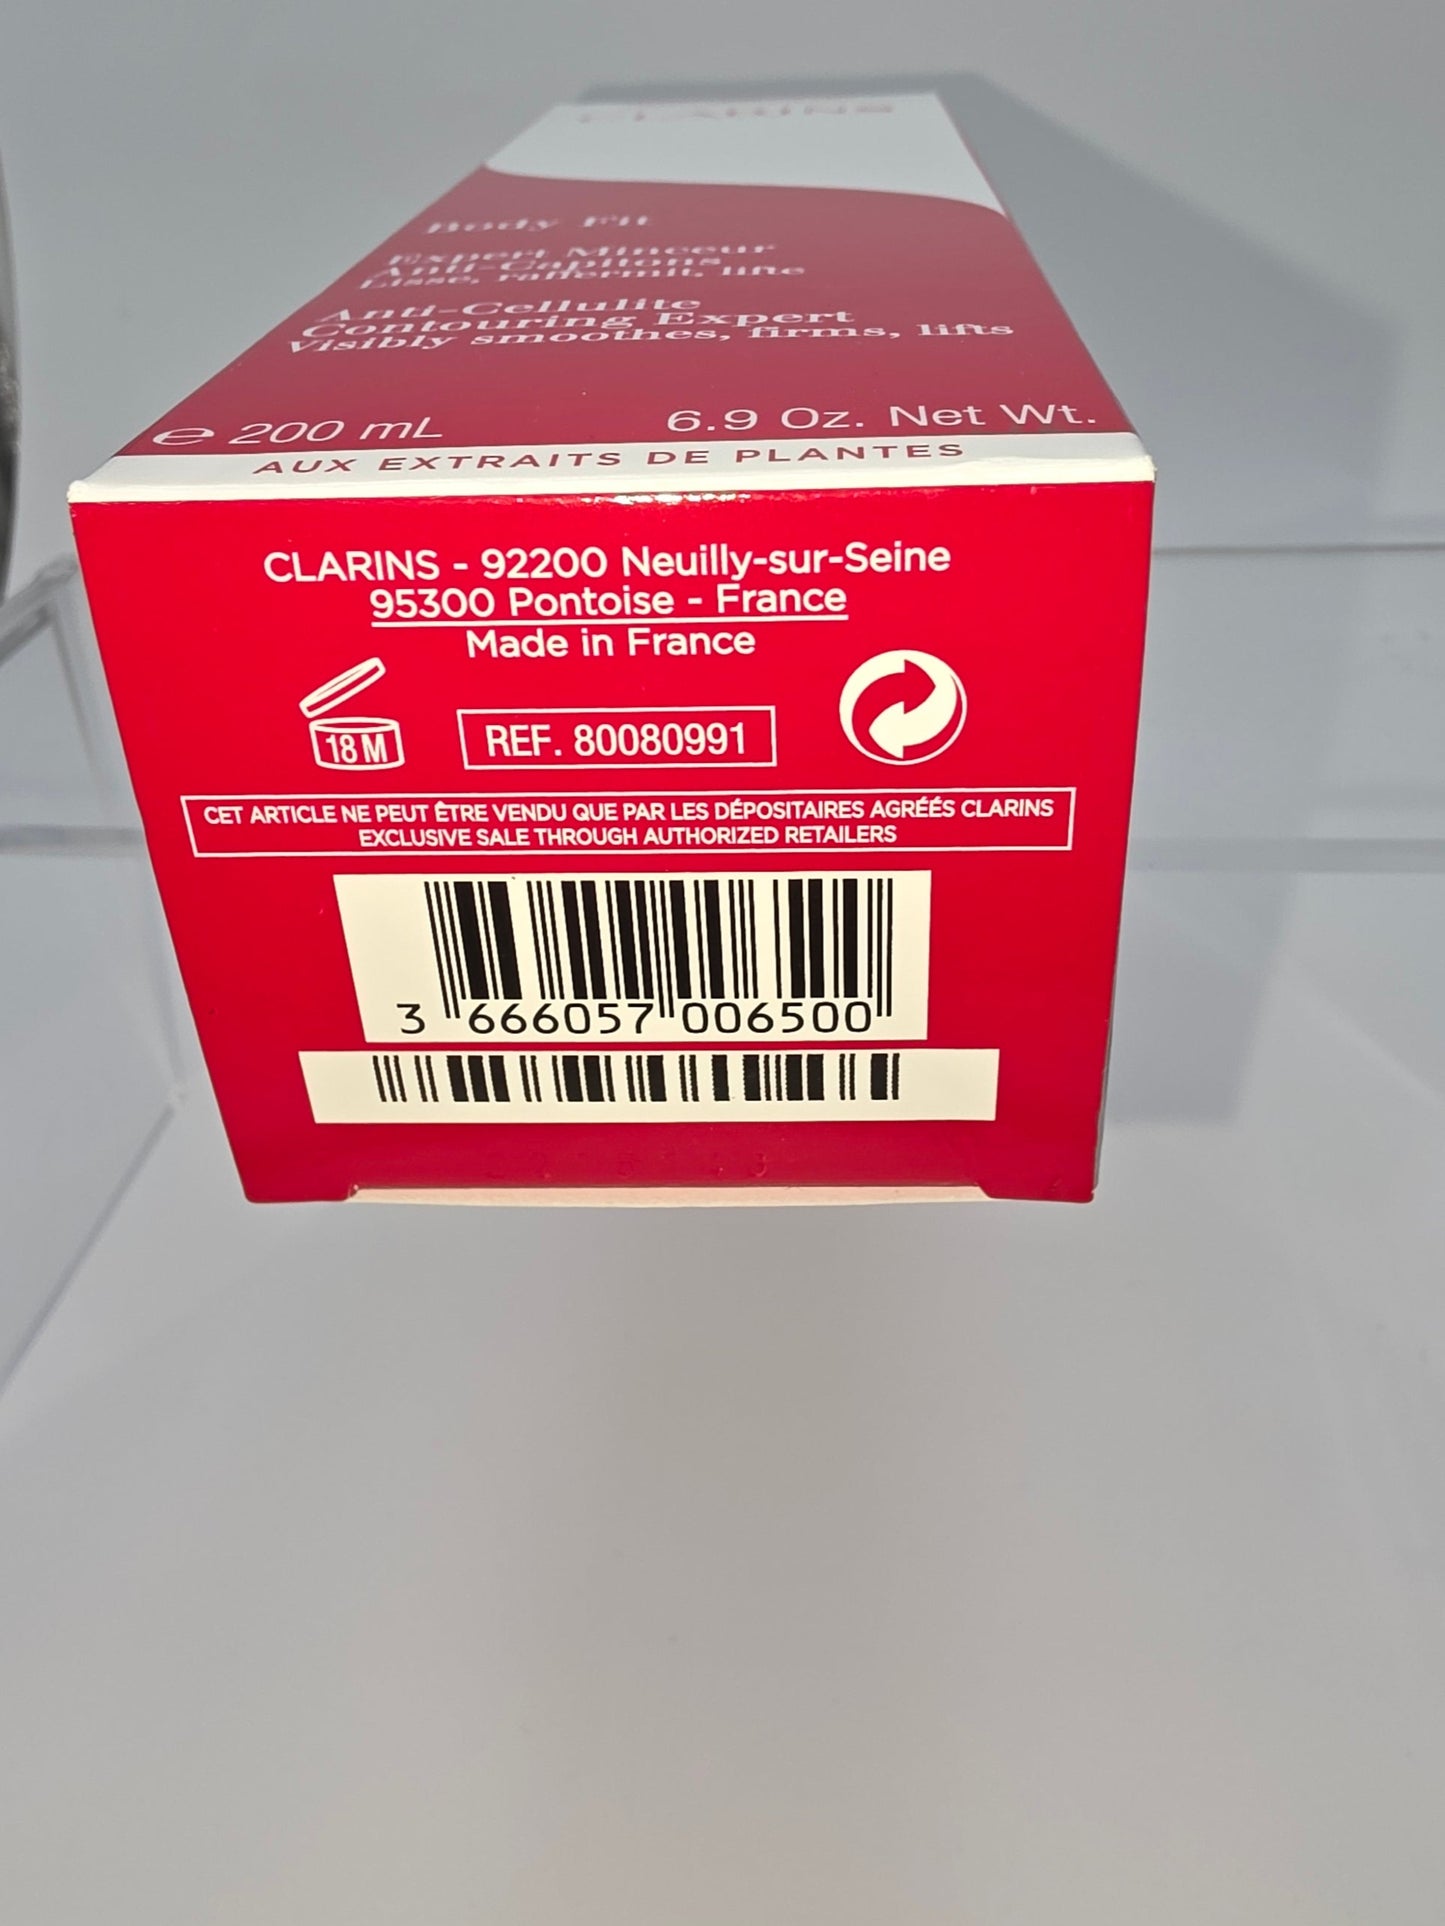 CLARINS
Body Fit
Expert Minceur
Anti-Capitons
Lisse, raffermit, lifte
Anti-Cellulite
Contouring Expert
Visibly smoothes, firms, lifts
e 200 mL 6.9 Oz. Net Wt.
AUX EXTRAITS DE PLANTES
CLARINS - 92200 Neuilly-sur-Seine
95300 Pontoise - France
Made in France
18 M
REF. 80080991
CET ARTICLE NE PEUT ÊTRE VENDU QUE PAR LES DÉPOSITAIRES AGRÉÉS CLARINS
EXCLUSIVE SALE THROUGH AUTHORIZED RETAILERS
3 666057 006500